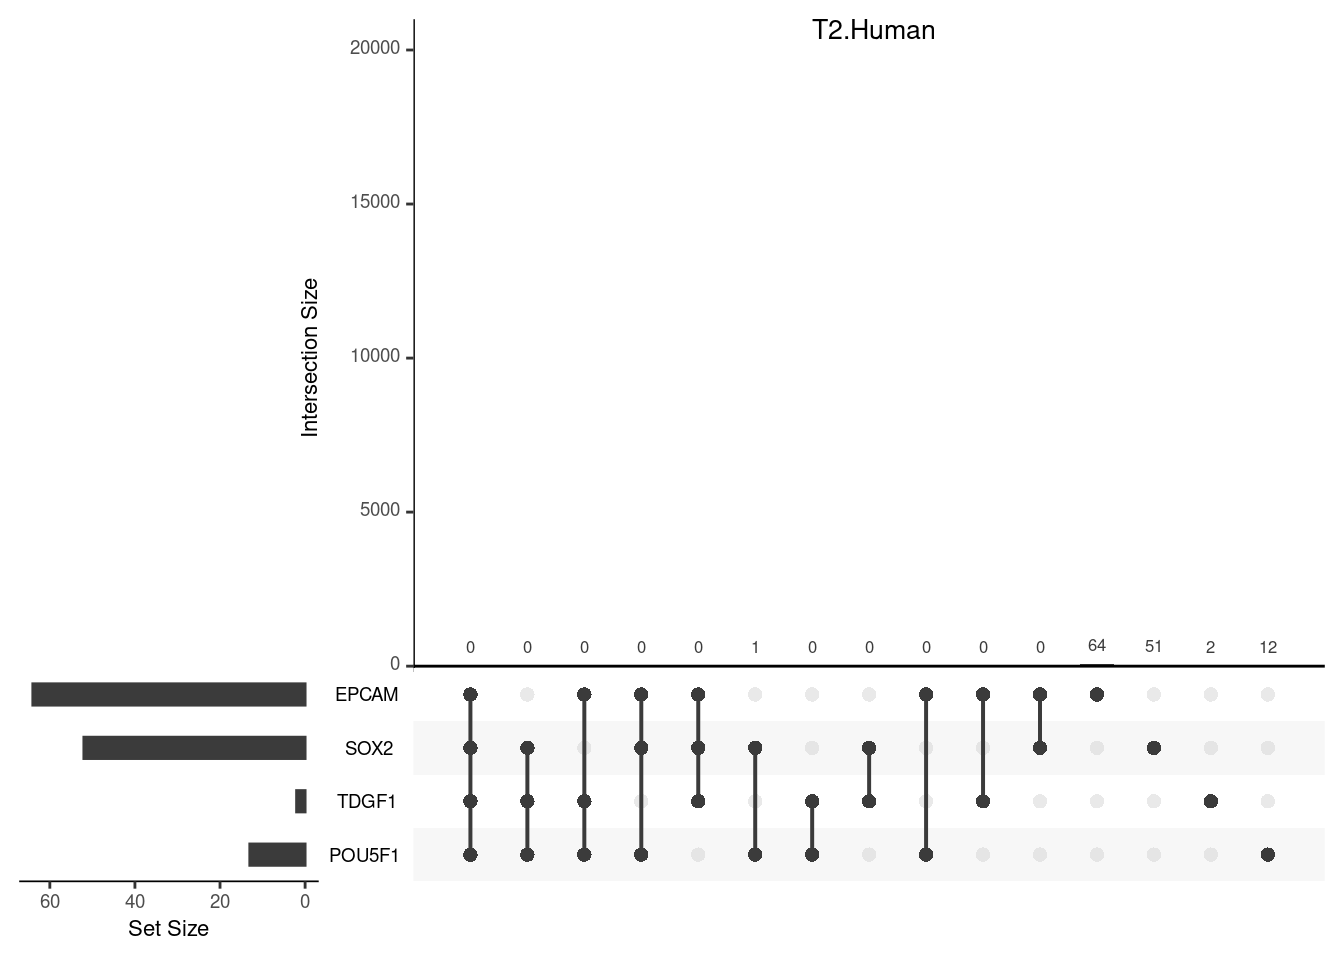 T2.Human
20000
15000
10000
5000
0
Intersection Size
0 0 0 0 0 1 0 0 0 0 0 64 51 2 12
EPCAM
SOX2
TDGF1
POU5F1
60 40 20 0
Set Size